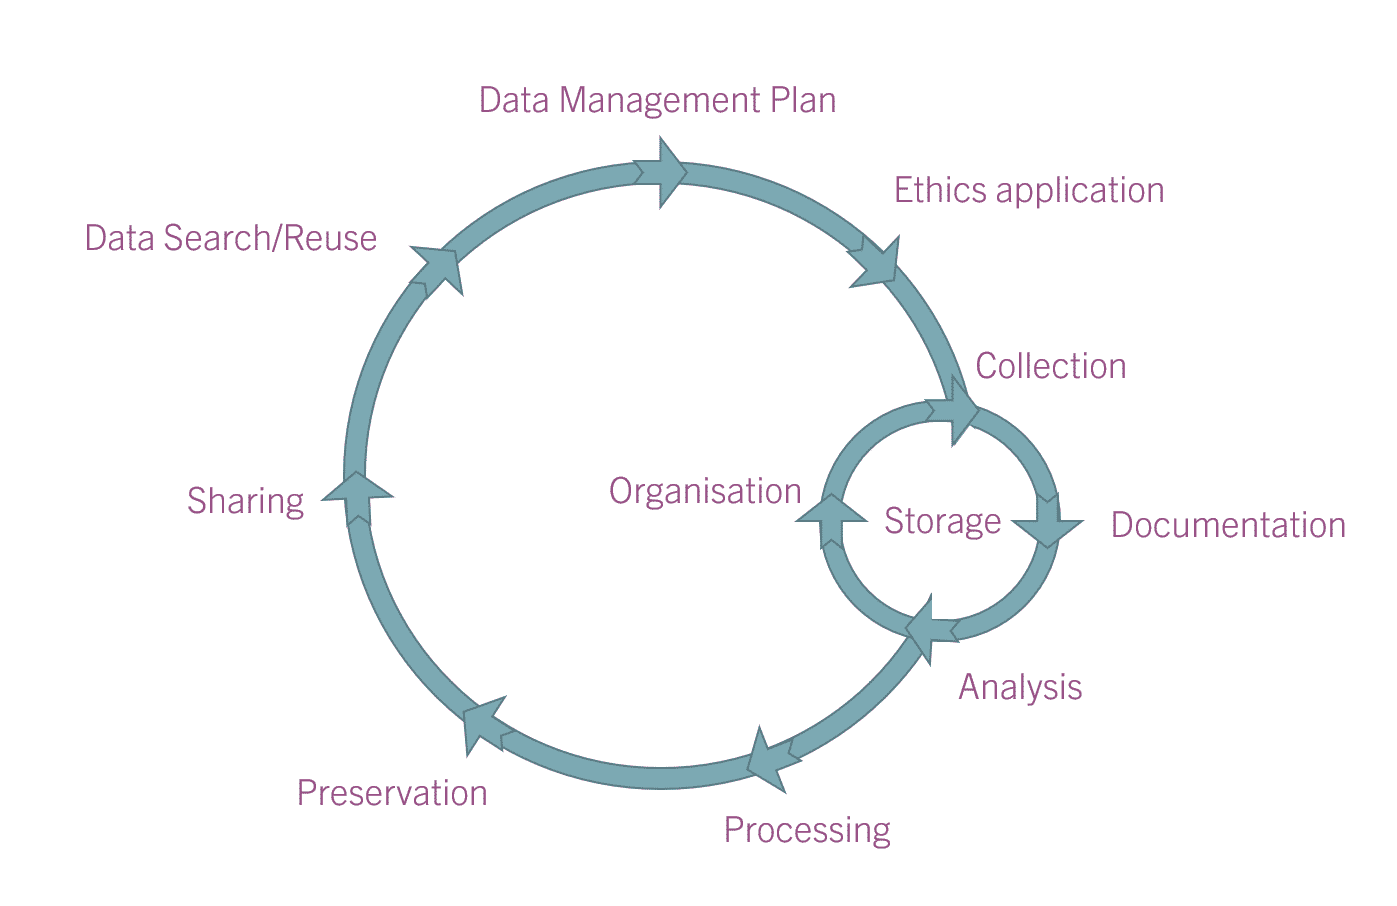 Data Management Plan
Ethics application
Data Search/Reuse
Collection
Organisation
Sharing
Storage
Documentation
Analysis
Preservation
Processing